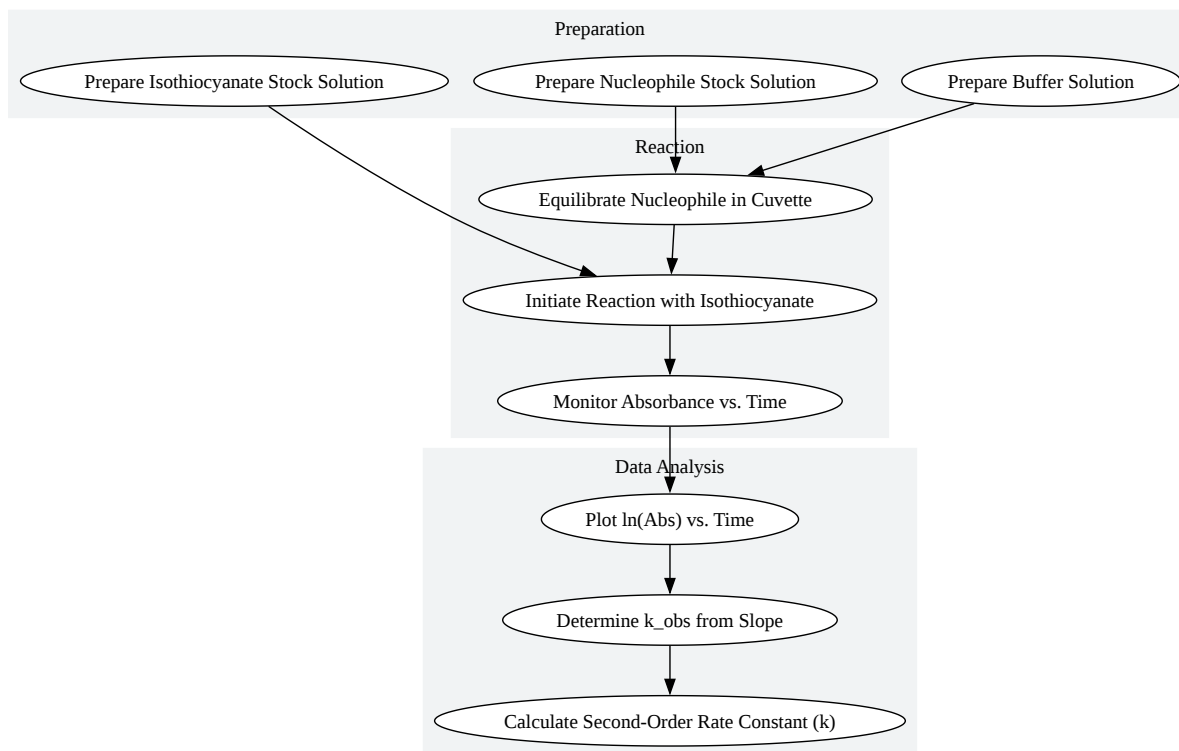 Preparation
Prepare Isothiocyanate Stock Solution
Prepare Nucleophile Stock Solution
Prepare Buffer Solution
Reaction
Equilibrate Nucleophile in Cuvette
Initiate Reaction with Isothiocyanate
Monitor Absorbance vs. Time
Data Analysis
Plot ln(Abs) vs. Time
Determine k_obs from Slope
Calculate Second-Order Rate Constant (k)